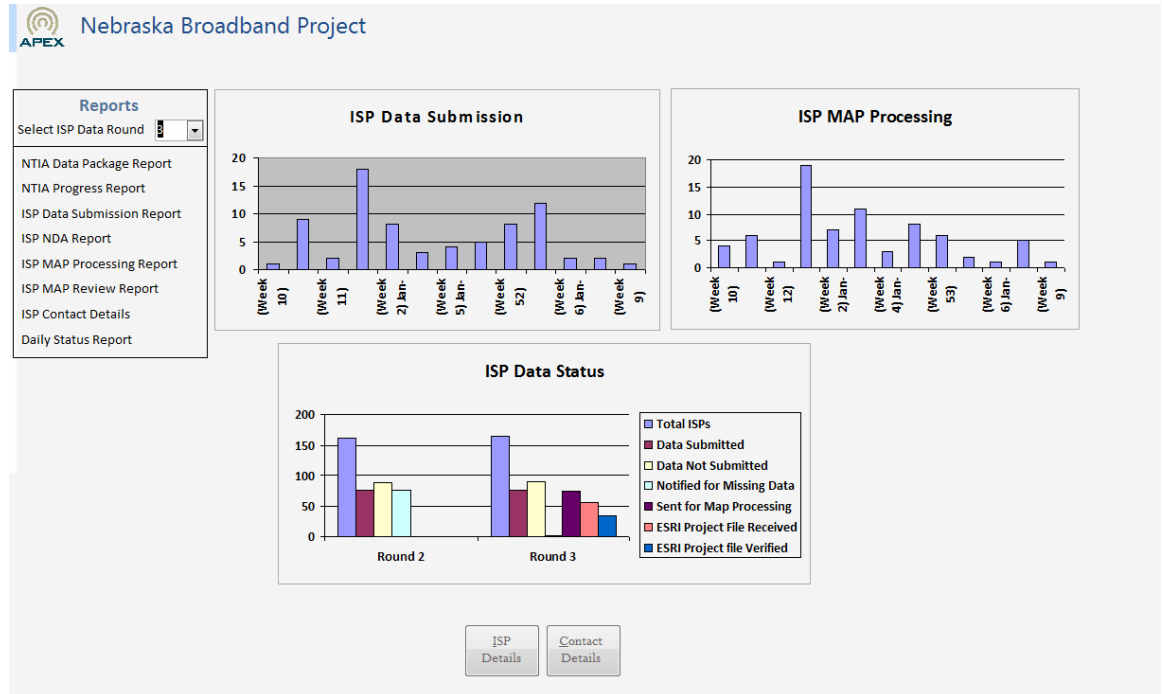 APEX
Nebraska Broadband Project
Reports
Select ISP Data Round 3
NTIA Data Package Report
NTIA Progress Report
ISP Data Submission Report
ISP NDA Report
ISP MAP Processing Report
ISP MAP Review Report
ISP Contact Details
Daily Status Report
ISP Data Submission
20
15
10
5
0
(Week 10)
(Week 11)
(Week 2) Jan-
(Week 5) Jan-
(Week 52)
(Week 6) Jan-
(Week 9)
ISP MAP Processing
20
15
10
5
0
(Week 10)
(Week 12)
(Week 2) Jan-
(Week 4) Jan-
(Week 53)
(Week 6) Jan-
(Week 9)
ISP Data Status
200
150
100
50
0
Round 2
Round 3
Total ISPs
Data Submitted
Data Not Submitted
Notified for Missing Data
Sent for Map Processing
ESRI Project File Received
ESRI Project file Verified
ISP
Details
Contact
Details